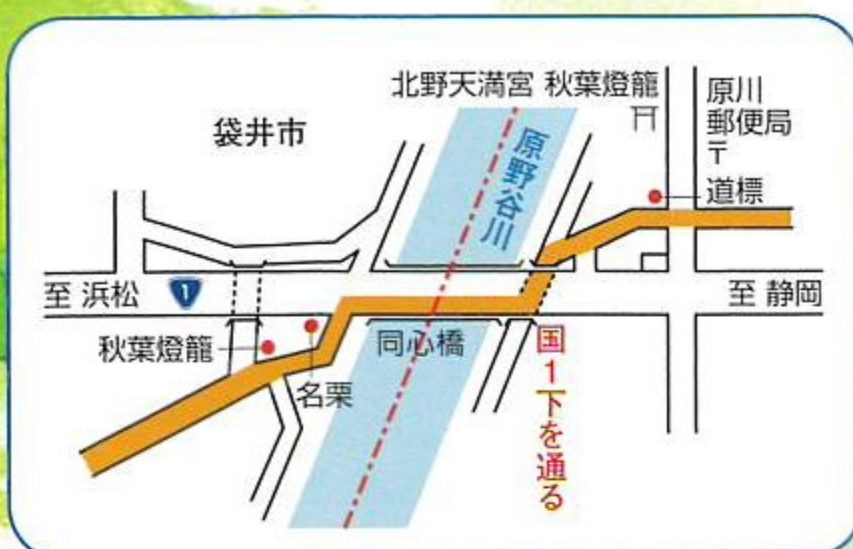 北野天満宮 秋葉燈籠
原川
郵便局
〒
袋井市
原野谷川
道標
至 浜松
1
至 静岡
秋葉燈籠
名栗
同心橋
国1下を通る